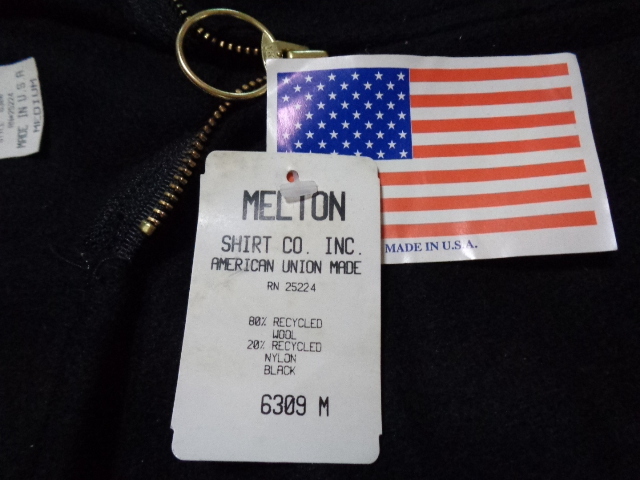 MELTON
SHIRT CO. INC.
AMERICAN UNION MADE
RN 25224
80% RECYCLED
WOOL
20% RECYCLED
NYLON
BLACK
6309 M
MADE IN U.S.A.
MADE IN U S A
MEDIUM